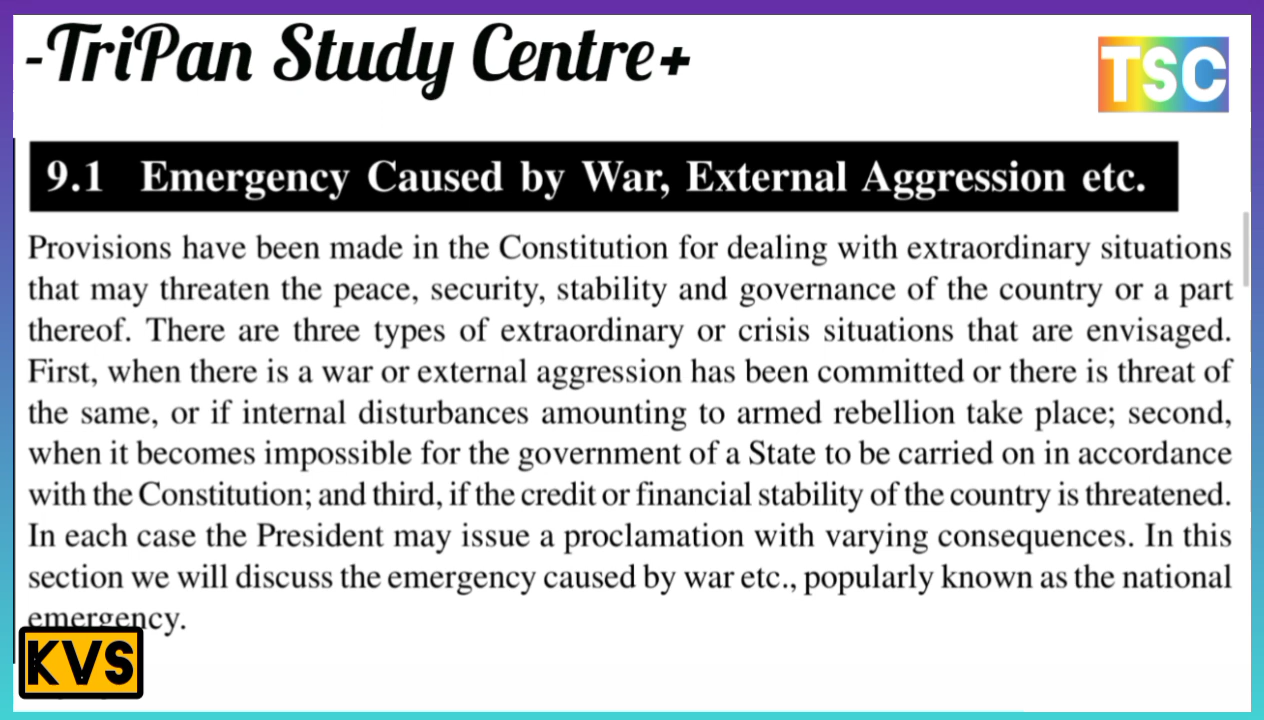 -TriPan Study Centre+
TSC
9.1 Emergency Caused by War, External Aggression etc.
Provisions have been made in the Constitution for dealing with extraordinary situations
that may threaten the peace, security, stability and governance of the country or a part
thereof. There are three types of extraordinary or crisis situations that are envisaged.
First, when there is a war or external aggression has been committed or there is threat of
the same, or if internal disturbances amounting to armed rebellion take place; second,
when it becomes impossible for the government of a State to be carried on in accordance
with the Constitution; and third, if the credit or financial stability of the country is threatened.
In each case the President may issue a proclamation with varying consequences. In this
section we will discuss the emergency caused by war etc., popularly known as the national
emergency.
KVS